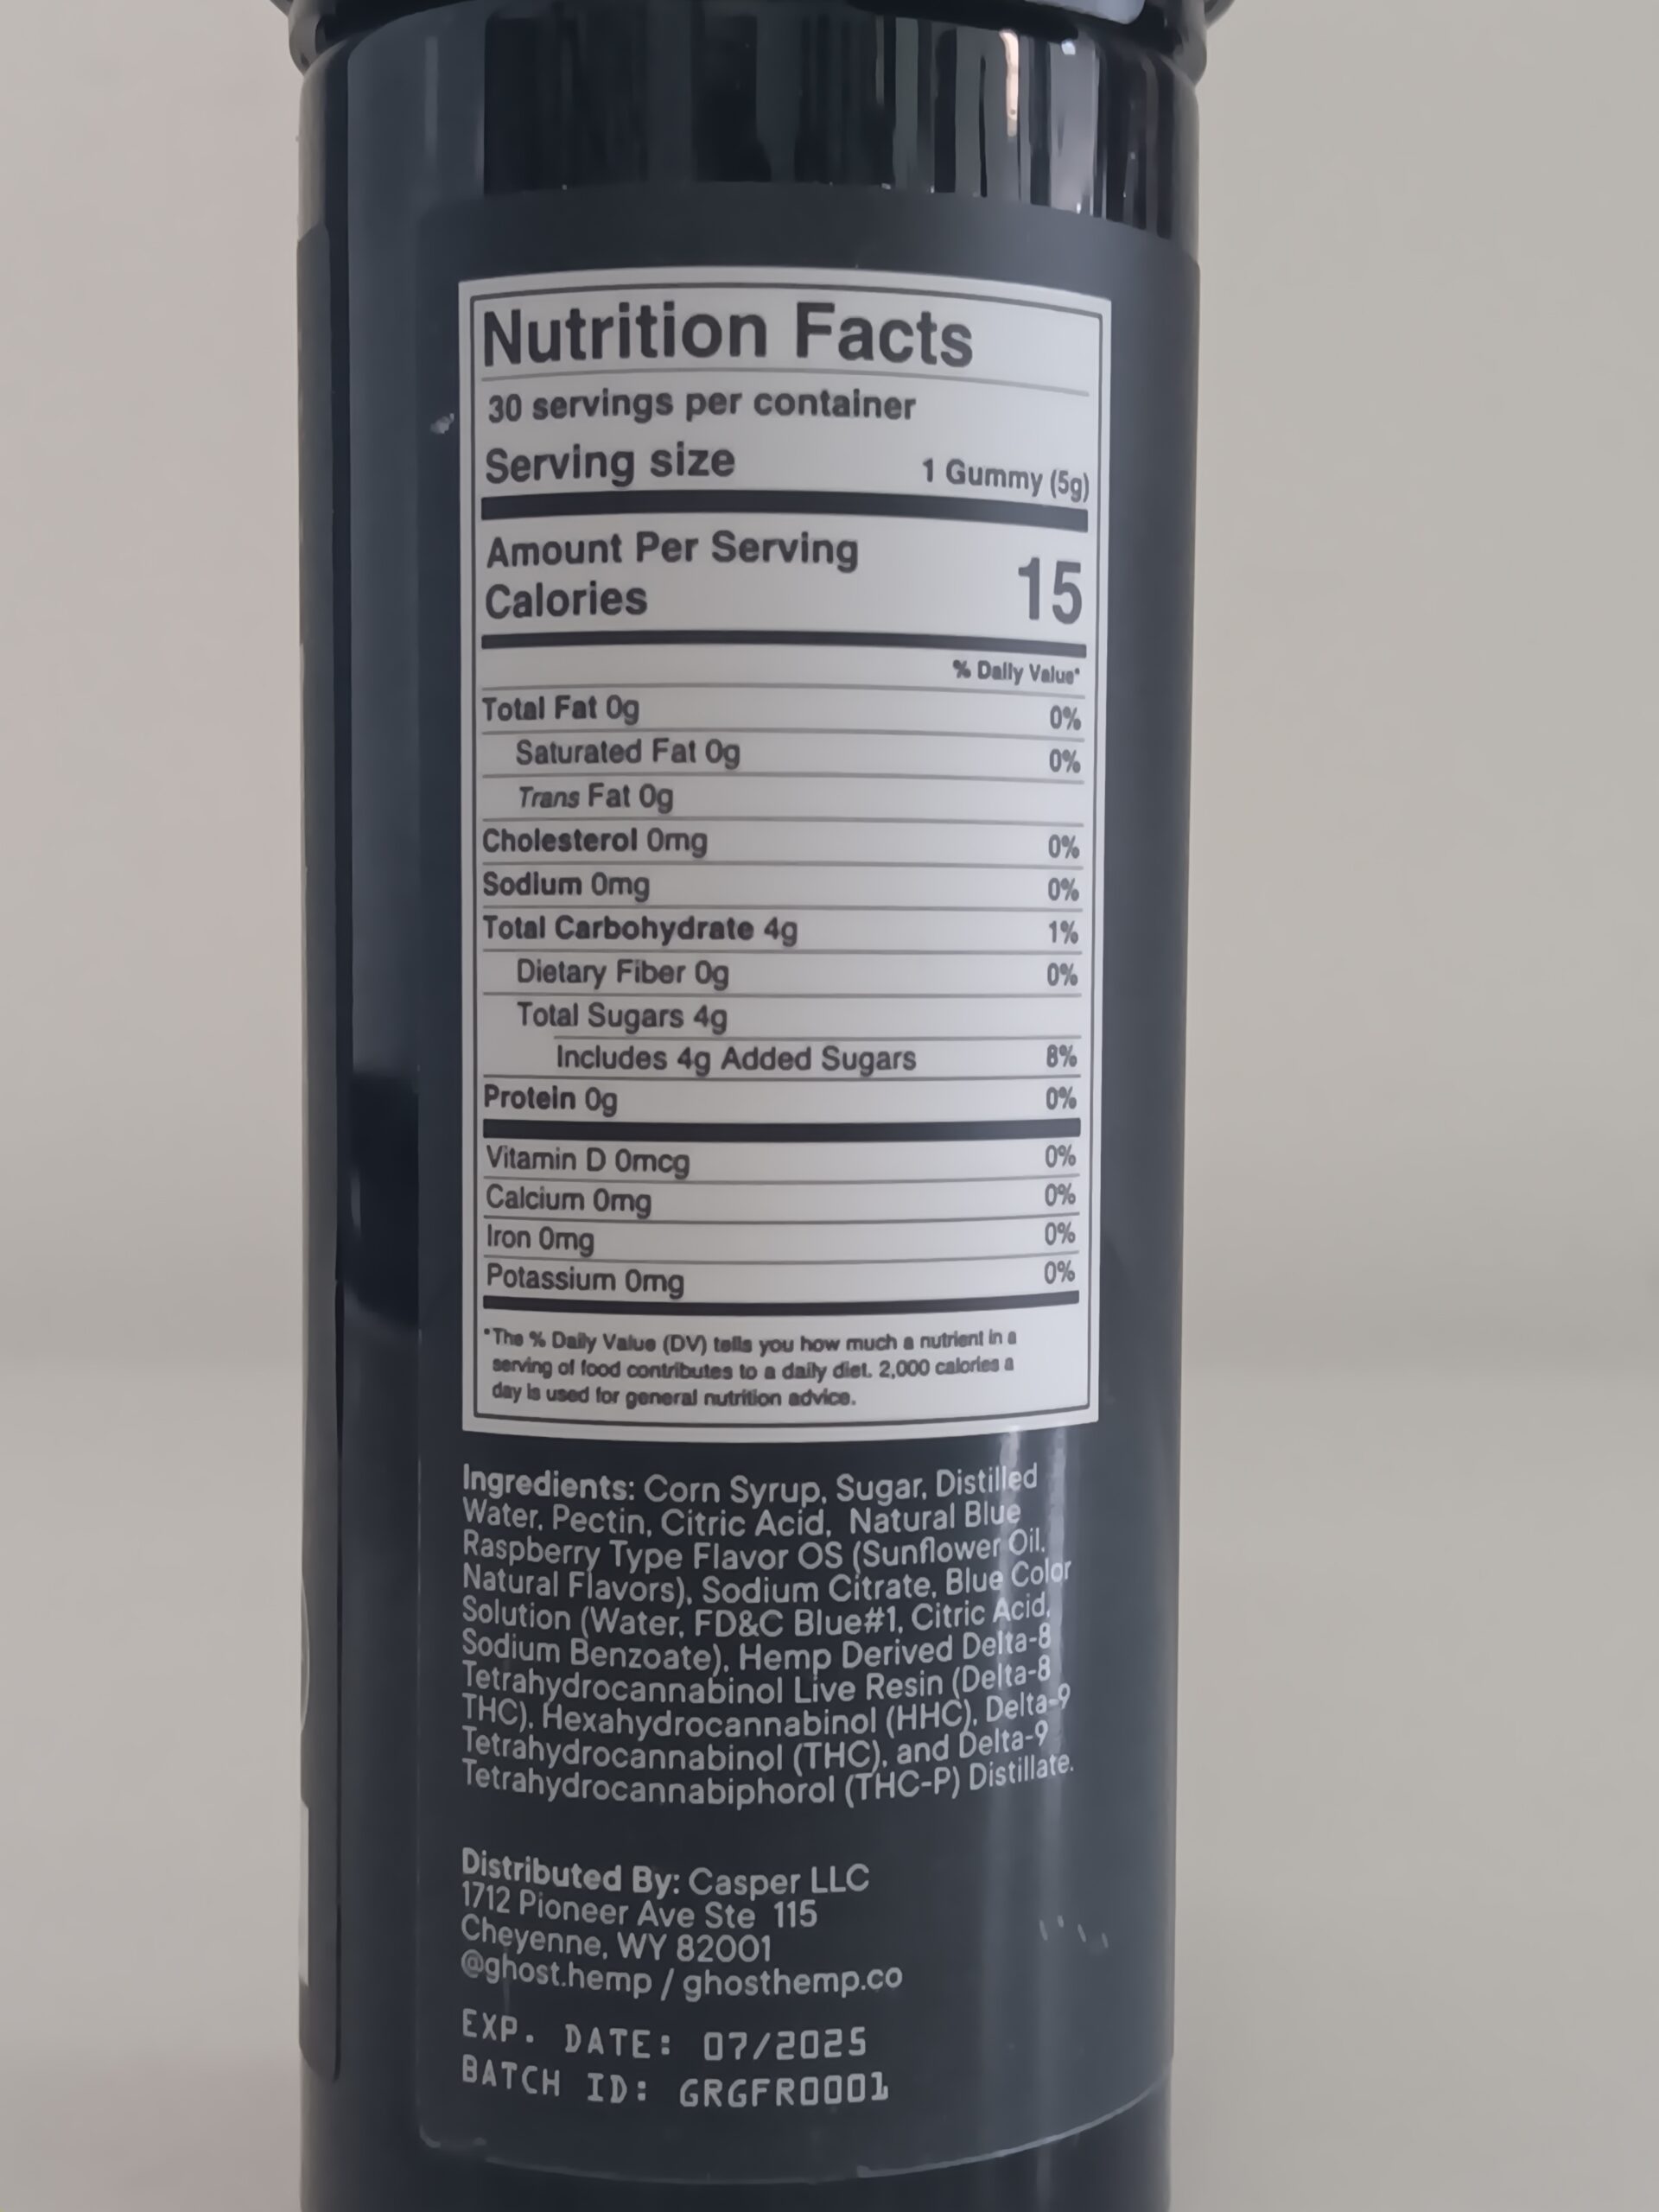 Nutrition Facts
30 servings per container
Serving size 1 Gummy (5g)
Amount Per Serving
Calories 15
% Daily Value*
Total Fat 0g 0%
Saturated Fat 0g 0%
Trans Fat 0g
Cholesterol 0mg 0%
Sodium 0mg 0%
Total Carbohydrate 4g 1%
Dietary Fiber 0g 0%
Total Sugars 4g
Includes 4g Added Sugars 8%
Protein 0g 0%
Vitamin D 0mcg 0%
Calcium 0mg 0%
Iron 0mg 0%
Potassium 0mg 0%
*The % Daily Value (DV) tells you how much a nutrient in a
serving of food contributes to a daily diet. 2,000 calories a
day is used for general nutrition advice.
Ingredients: Corn Syrup, Sugar, Distilled
Water, Pectin, Citric Acid, Natural Blue
Raspberry Type Flavor OS (Sunflower Oil,
Natural Flavors), Sodium Citrate, Blue Color
Solution (Water, FD&C Blue#1, Citric Acid,
Sodium Benzoate), Hemp Derived Delta-8
Tetrahydrocannabinol Live Resin (Delta-8
THC), Hexahydrocannabinol (HHC), Delta-9
Tetrahydrocannabinol (THC), and Delta-9
Tetrahydrocannabiphorol (THC-P) Distillate.
Distributed By: Casper LLC
1712 Pioneer Ave Ste 115
Cheyenne, WY 82001
@ghost.hemp / ghosthemp.co
EXP. DATE: 07/2025
BATCH ID: GRGFR0001